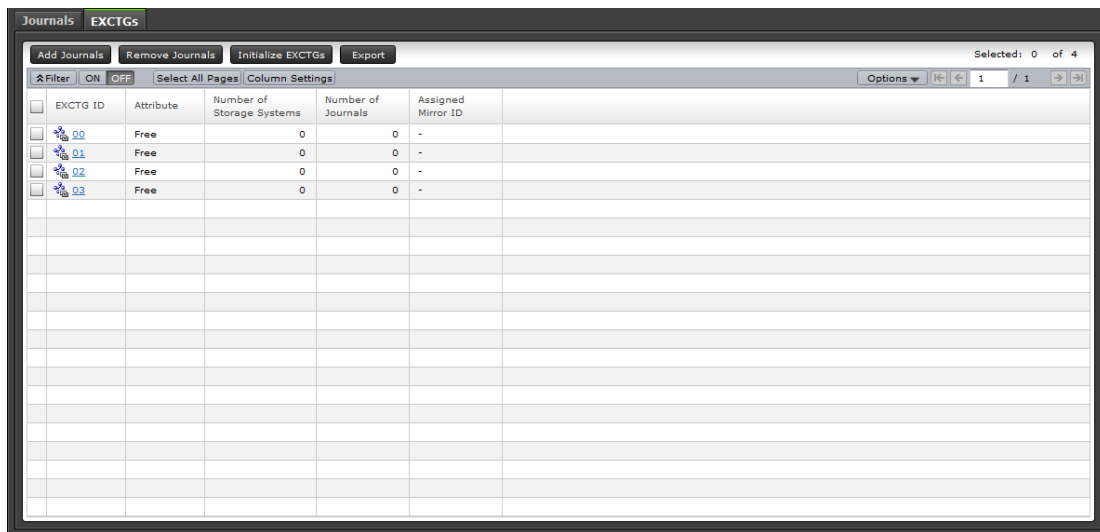 Journals EXCTGs
Add Journals Remove Journals Initialize EXCTGs Export Selected: 0 of 4
Filter ON OFF Select All Pages Column Settings Options 1 / 1
EXCTG ID Attribute Number of Storage Systems Number of Journals Assigned Mirror ID
00 Free 0 0 -
01 Free 0 0 -
02 Free 0 0 -
03 Free 0 0 -